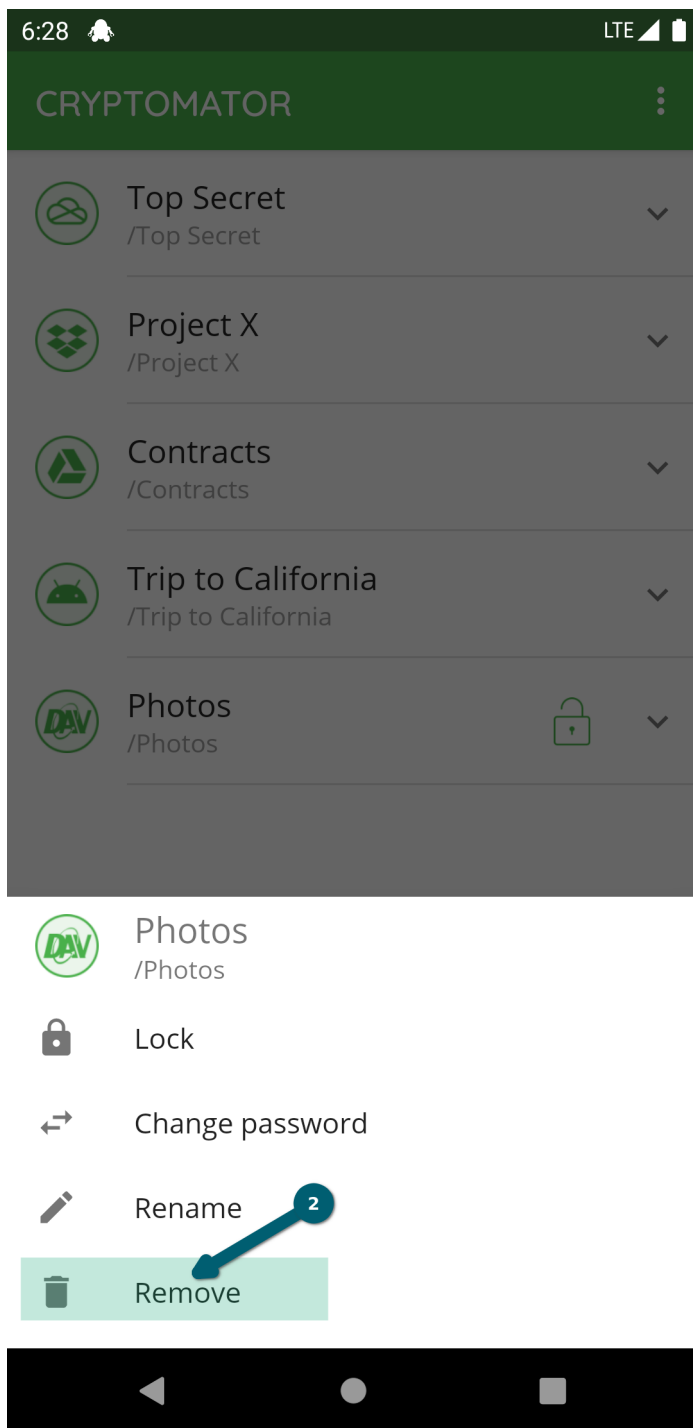 6:28 LTE
CRYPTOMATOR
Top Secret
/Top Secret
Project X
/Project X
Contracts
/Contracts
Trip to California
/Trip to California
DAV Photos
/Photos
DAV Photos
/Photos
Lock
Change password
Rename 2
Remove